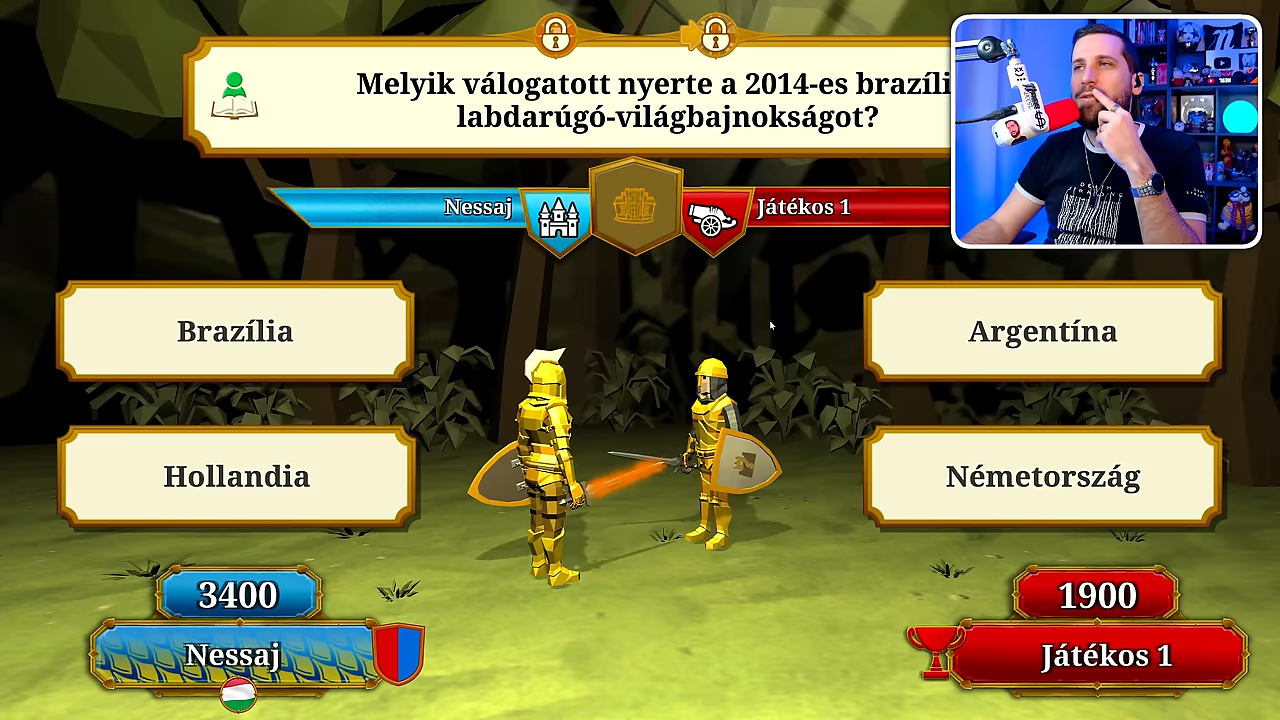 Melyik válogatott nyerte a 2014-es brazíli
labdarúgó-világbajnokságot?
Nessaj
Játékos 1
Brazília
Argentína
Hollandia
Németország
3400
1900
Nessaj
Játékos 1